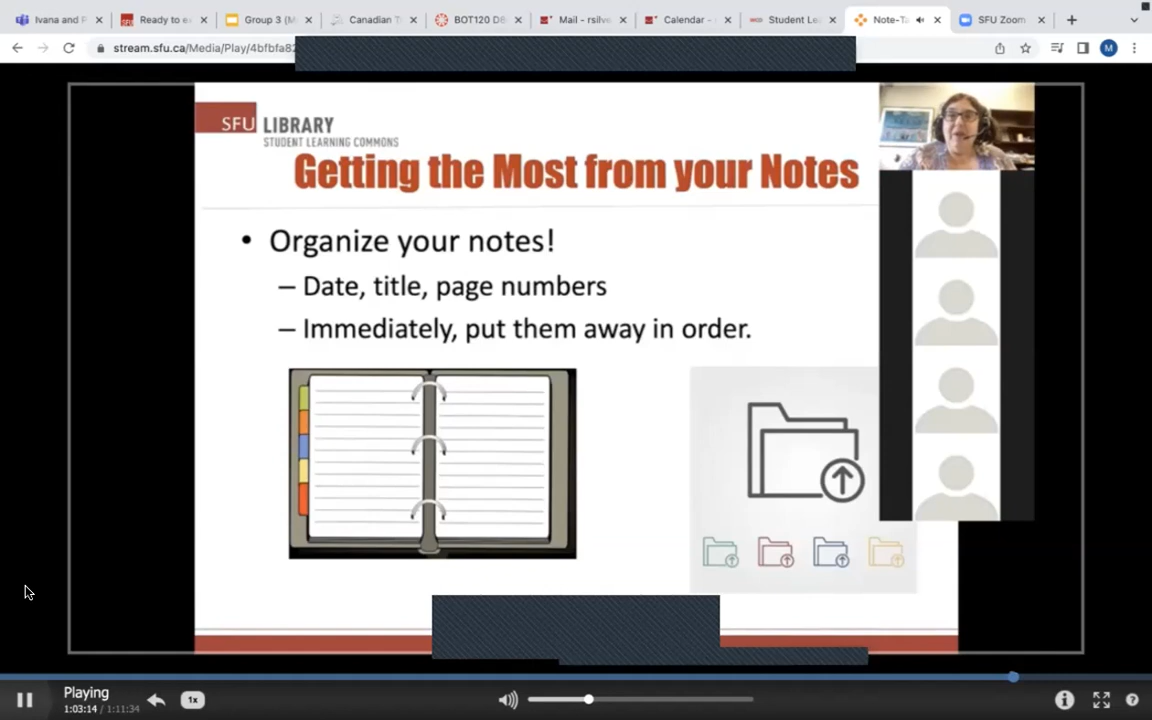 Ivana and F
Ready to e
Group 3 (M
Canadian T
BOT120 D
Mail - rsilve
Calendar -
Student Le
Note-Ta
SFU Zoom
stream.sfu.ca/Media/Play/4bfbfa82
M
SFU LIBRARY
STUDENT LEARNING COMMONS
Getting the Most from your Notes
• Organize your notes!
– Date, title, page numbers
– Immediately, put them away in order.
Playing
1:03:14 / 1:11:34
1x